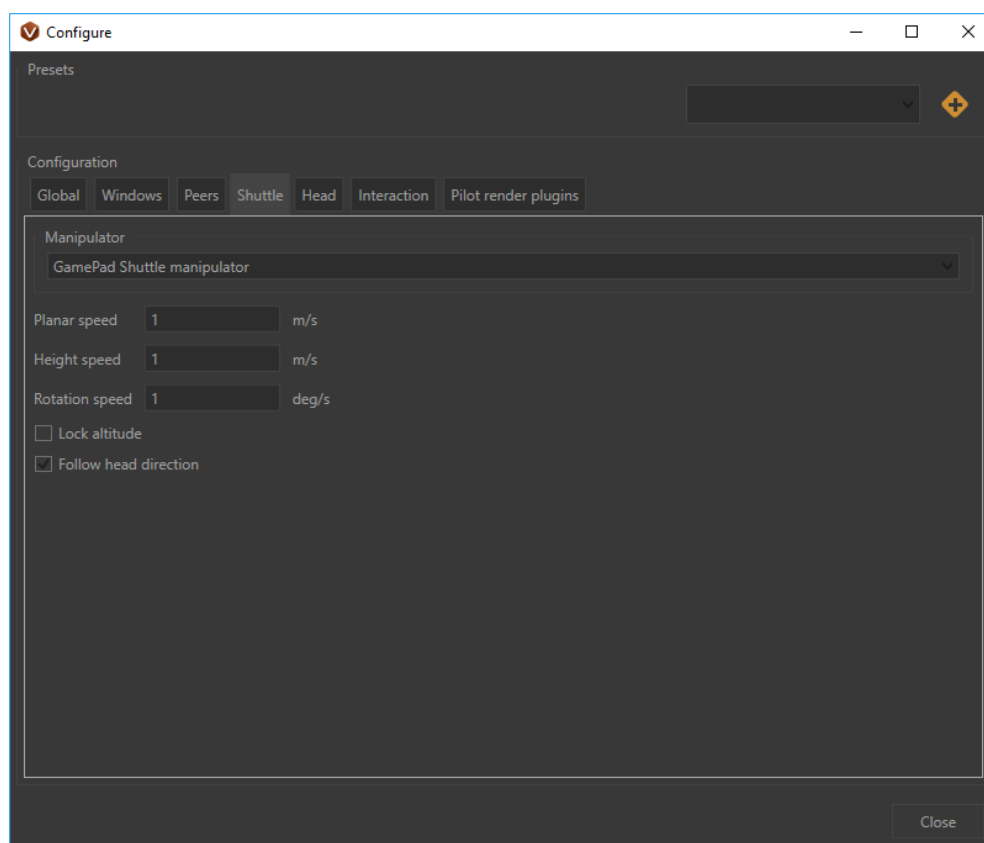 Configure
Presets
Configuration
Global Windows Peers Shuttle Head Interaction Pilot render plugins
Manipulator
GamePad Shuttle manipulator
Planar speed 1 m/s
Height speed 1 m/s
Rotation speed 1 deg/s
Lock altitude
Follow head direction
Close